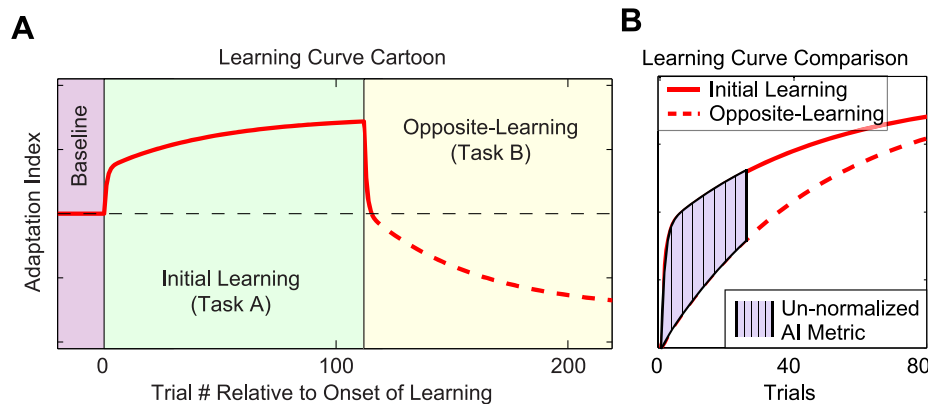 A
Learning Curve Cartoon
Adaptation Index
Baseline
Initial Learning
(Task A)
Opposite-Learning
(Task B)
0
100
200
Trial # Relative to Onset of Learning
B
Learning Curve Comparison
Initial Learning
Opposite-Learning
Un-normalized
AI Metric
0
40
80
Trials